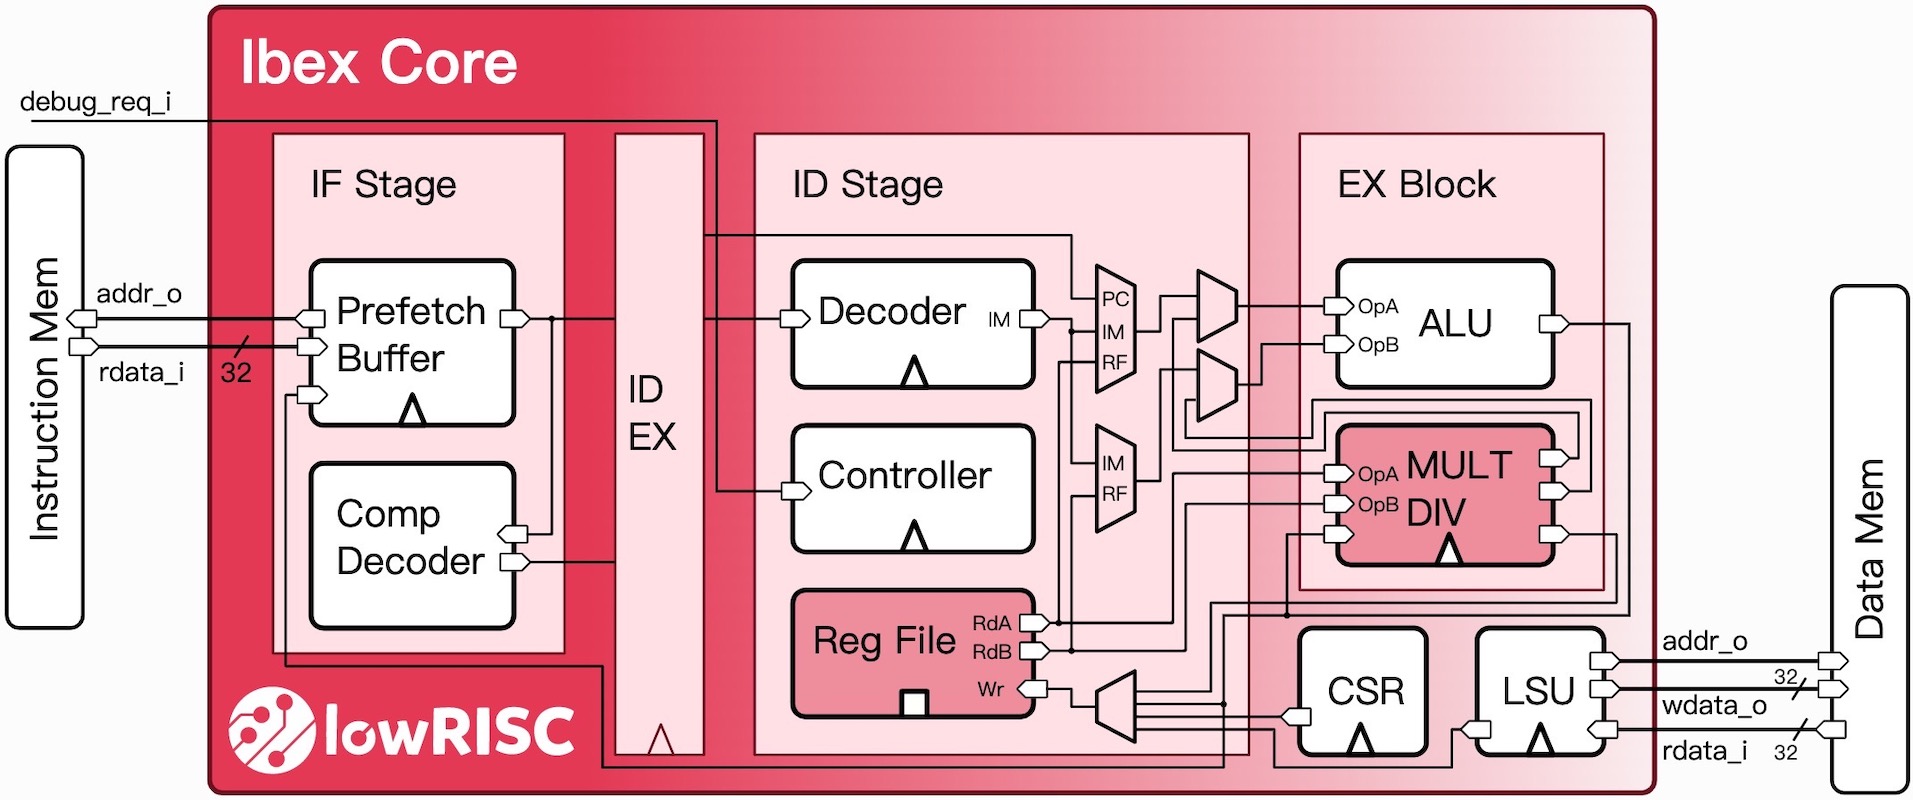 Ibex Core
debug_req_i
IF Stage
ID Stage
EX Block
Instruction Mem
addr_o
rdata_i
32
Prefetch
Buffer
Comp
Decoder
ID
EX
Decoder
IM
Controller
Reg File
RdA
RdB
Wr
PC
IM
RF
IM
RF
OpA
OpB
ALU
OpA
OpB
MULT
DIV
CSR
LSU
addr_o
32
wdata_o
rdata_i
32
Data Mem
lowRISC